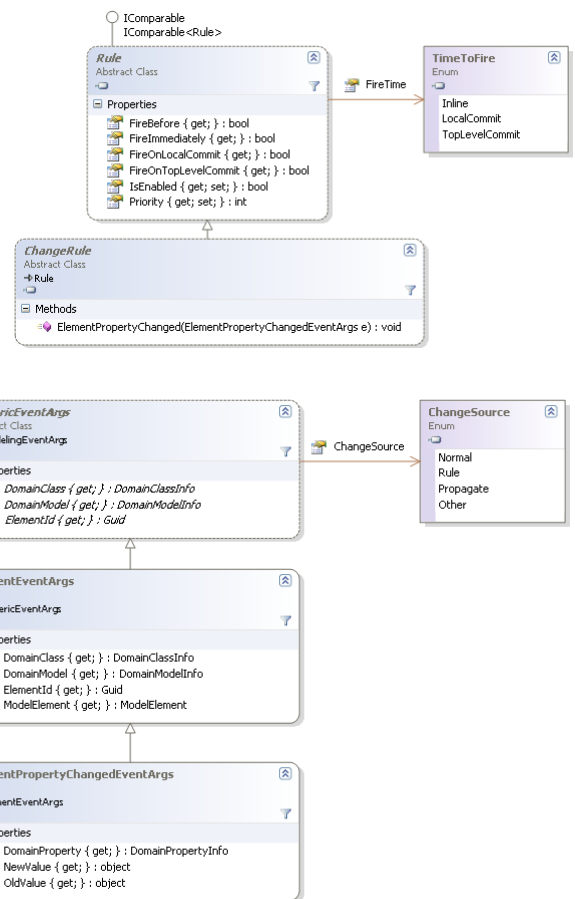 IComparable
IComparable<Rule>
Rule
Abstract Class
Properties
FireBefore { get; } : bool
FireImmediately { get; } : bool
FireOnLocalCommit { get; } : bool
FireOnTopLevelCommit { get; } : bool
IsEnabled { get; set; } : bool
Priority { get; set; } : int
FireTime
TimeToFire
Enum
Inline
LocalCommit
TopLevelCommit
ChangeRule
Abstract Class
Rule
Methods
ElementPropertyChanged(ElementPropertyChangedEventArgs e) : void
ricEventArgs
ct Class
elingEventArgs
perties
DomainClass { get; } : DomainClassInfo
DomainModel { get; } : DomainModelInfo
ElementId { get; } : Guid
ChangeSource
ChangeSource
Enum
Normal
Rule
Propagate
Other
entEventArgs
ericEventArgs
perties
DomainClass { get; } : DomainClassInfo
DomainModel { get; } : DomainModelInfo
ElementId { get; } : Guid
ModelElement { get; } : ModelElement
entPropertyChangedEventArgs
entEventArgs
perties
DomainProperty { get; } : DomainPropertyInfo
NewValue { get; } : object
OldValue { get; } : object